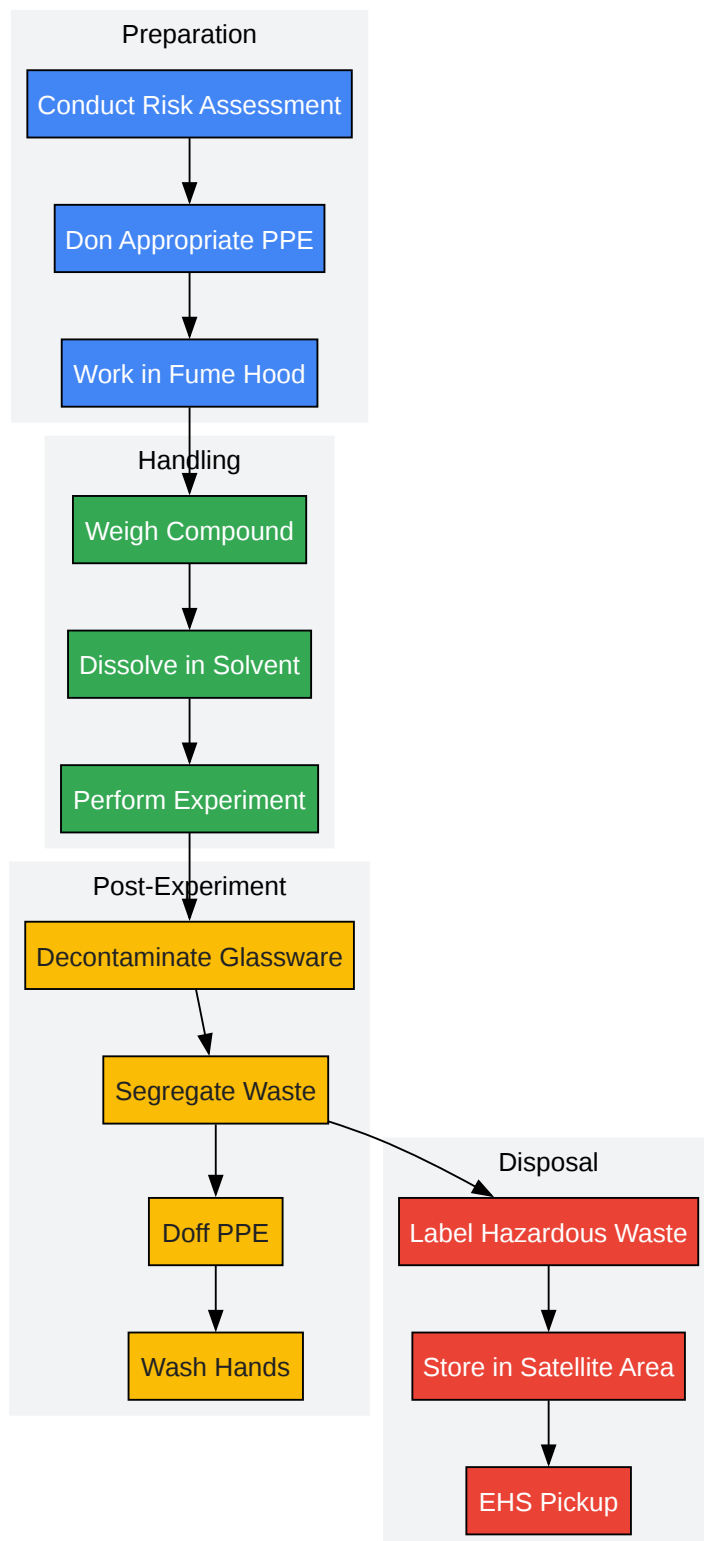 Preparation
Conduct Risk Assessment
Don Appropriate PPE
Work in Fume Hood
Handling
Weigh Compound
Dissolve in Solvent
Perform Experiment
Post-Experiment
Decontaminate Glassware
Segregate Waste
Doff PPE
Wash Hands
Disposal
Label Hazardous Waste
Store in Satellite Area
EHS Pickup